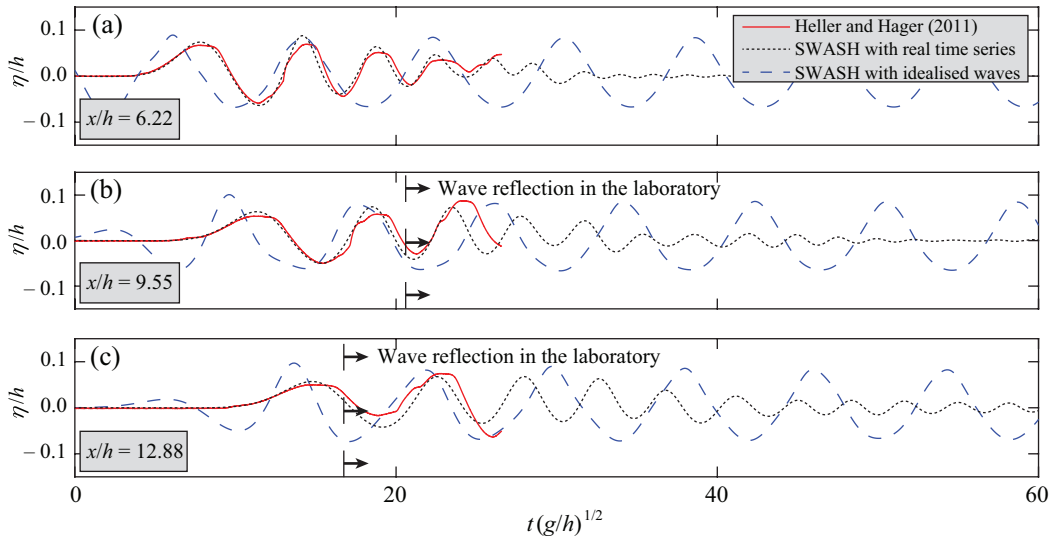 (a)
Heller and Hager (2011)
SWASH with real time series
SWASH with idealised waves
0.1
0.0
– 0.1
η/h
x/h = 6.22
(b)
Wave reflection in the laboratory
0.1
0.0
– 0.1
η/h
x/h = 9.55
(c)
Wave reflection in the laboratory
0.1
0.0
– 0.1
η/h
x/h = 12.88
0 20 40 60
t(g/h)^1/2